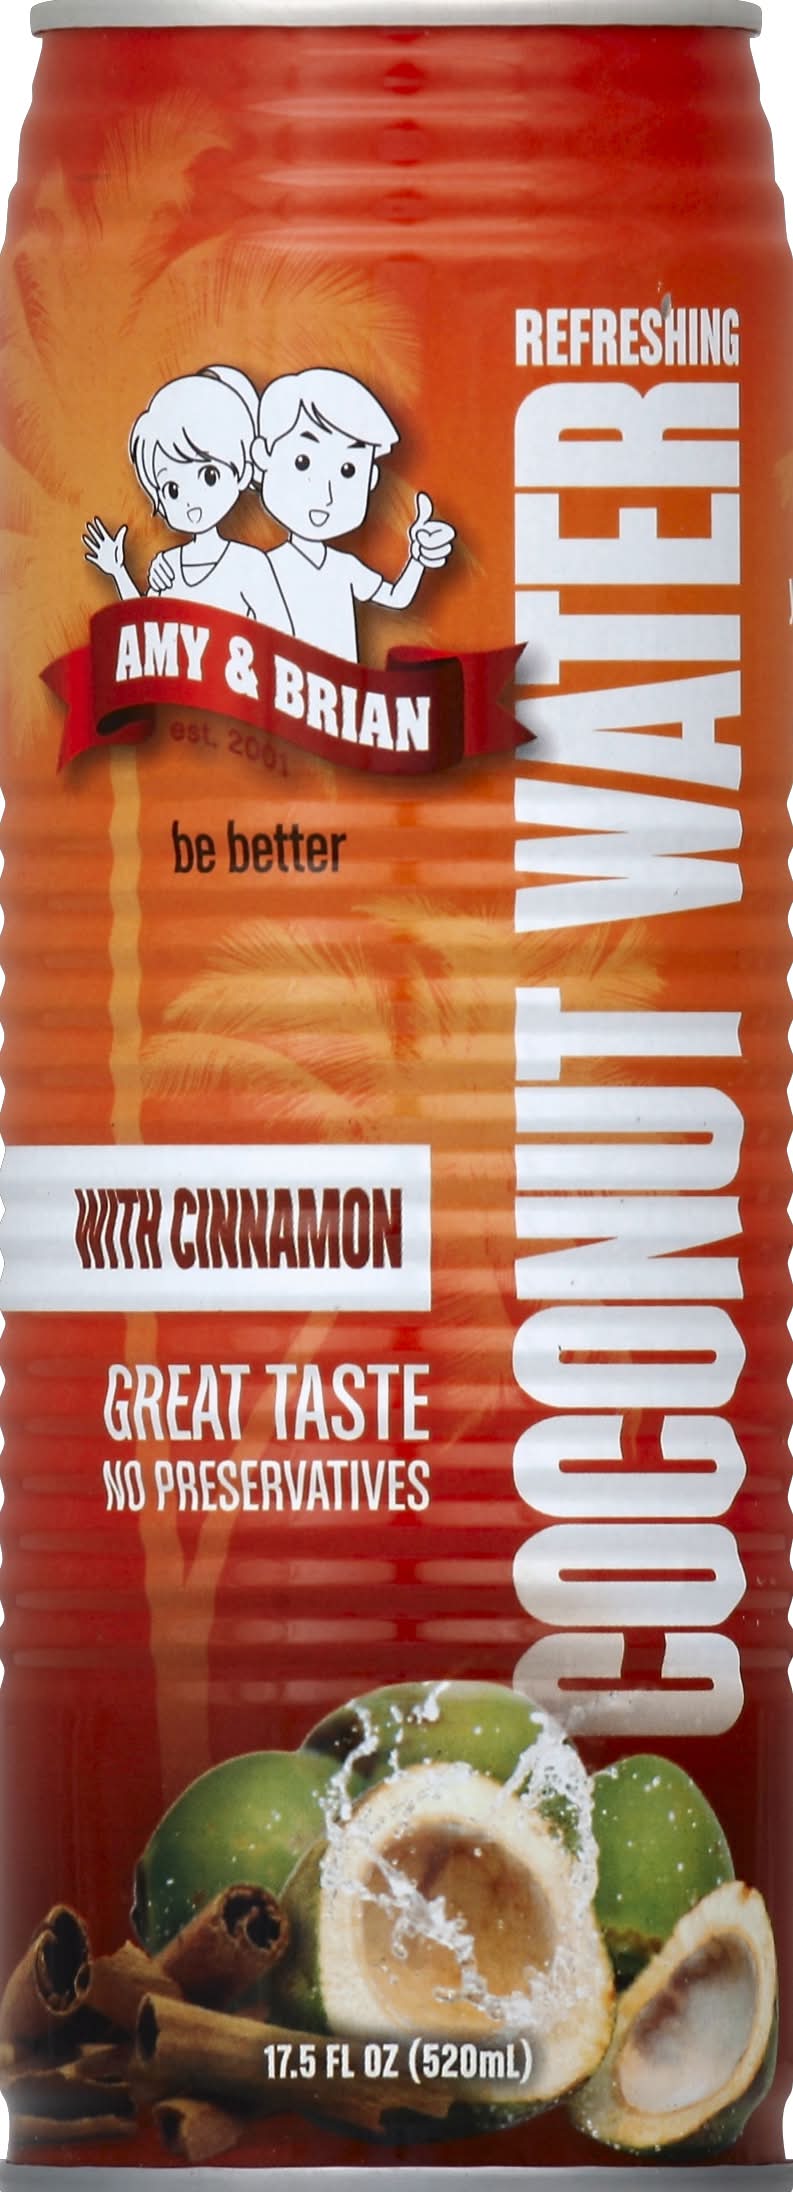 AMY & BRIAN
est. 2001
be better
WITH CINNAMON
GREAT TASTE
NO PRESERVATIVES
REFRESHING
COCONUT WATER
17.5 FL OZ (520mL)